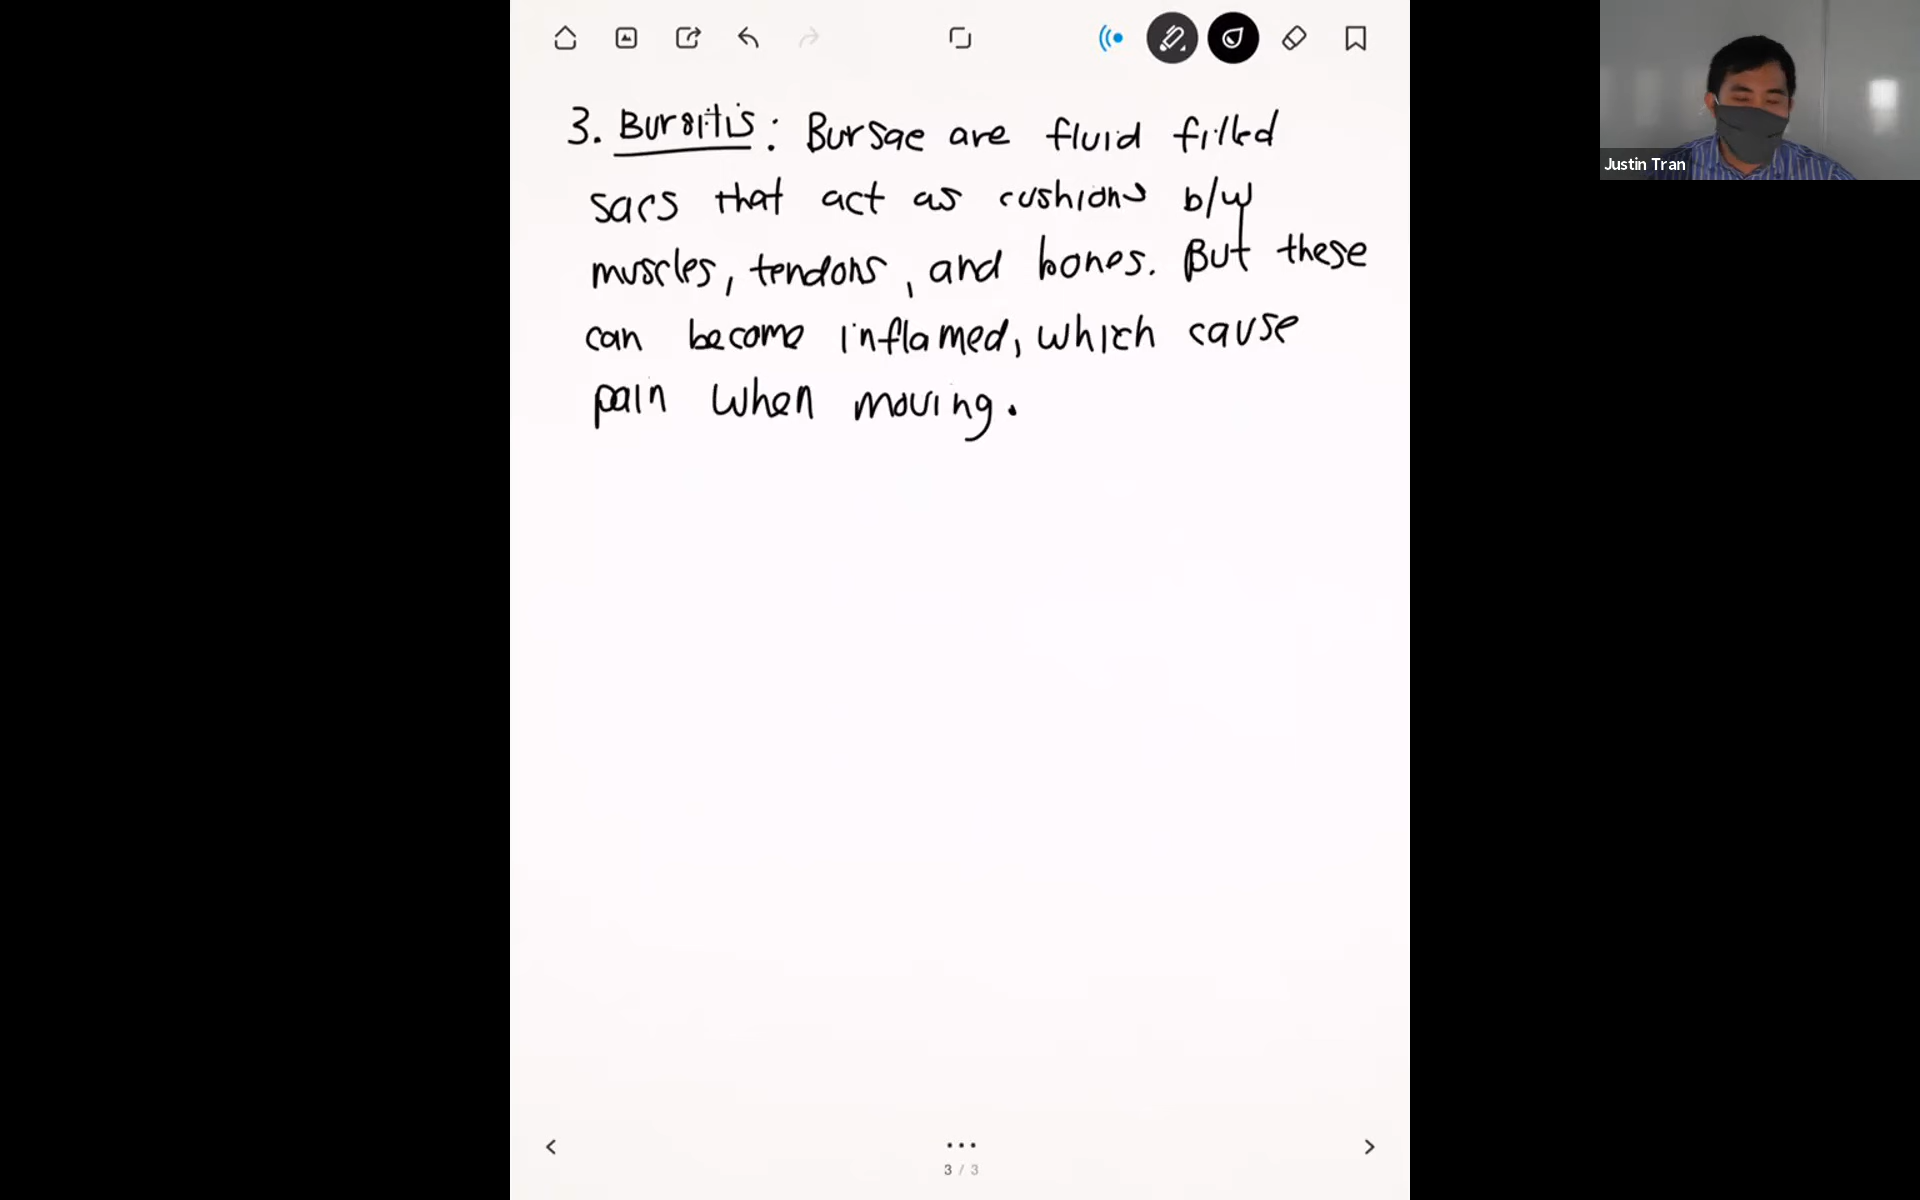 3. Bursitis: Bursae are fluid filled
sacs that act as cushions b/w
muscles, tendons, and bones. But these
can become inflamed, which cause
pain when moving.
Justin Tran
3 / 3